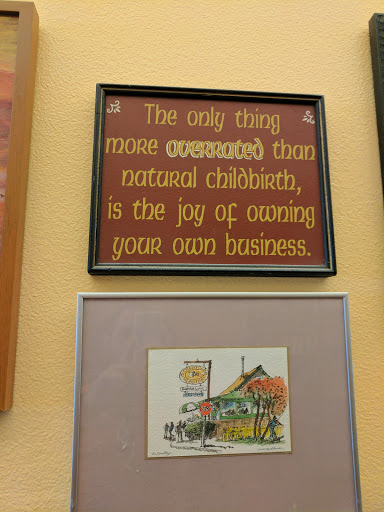 The only thing
more overrated than
natural childbirth,
is the joy of owning
your own business.